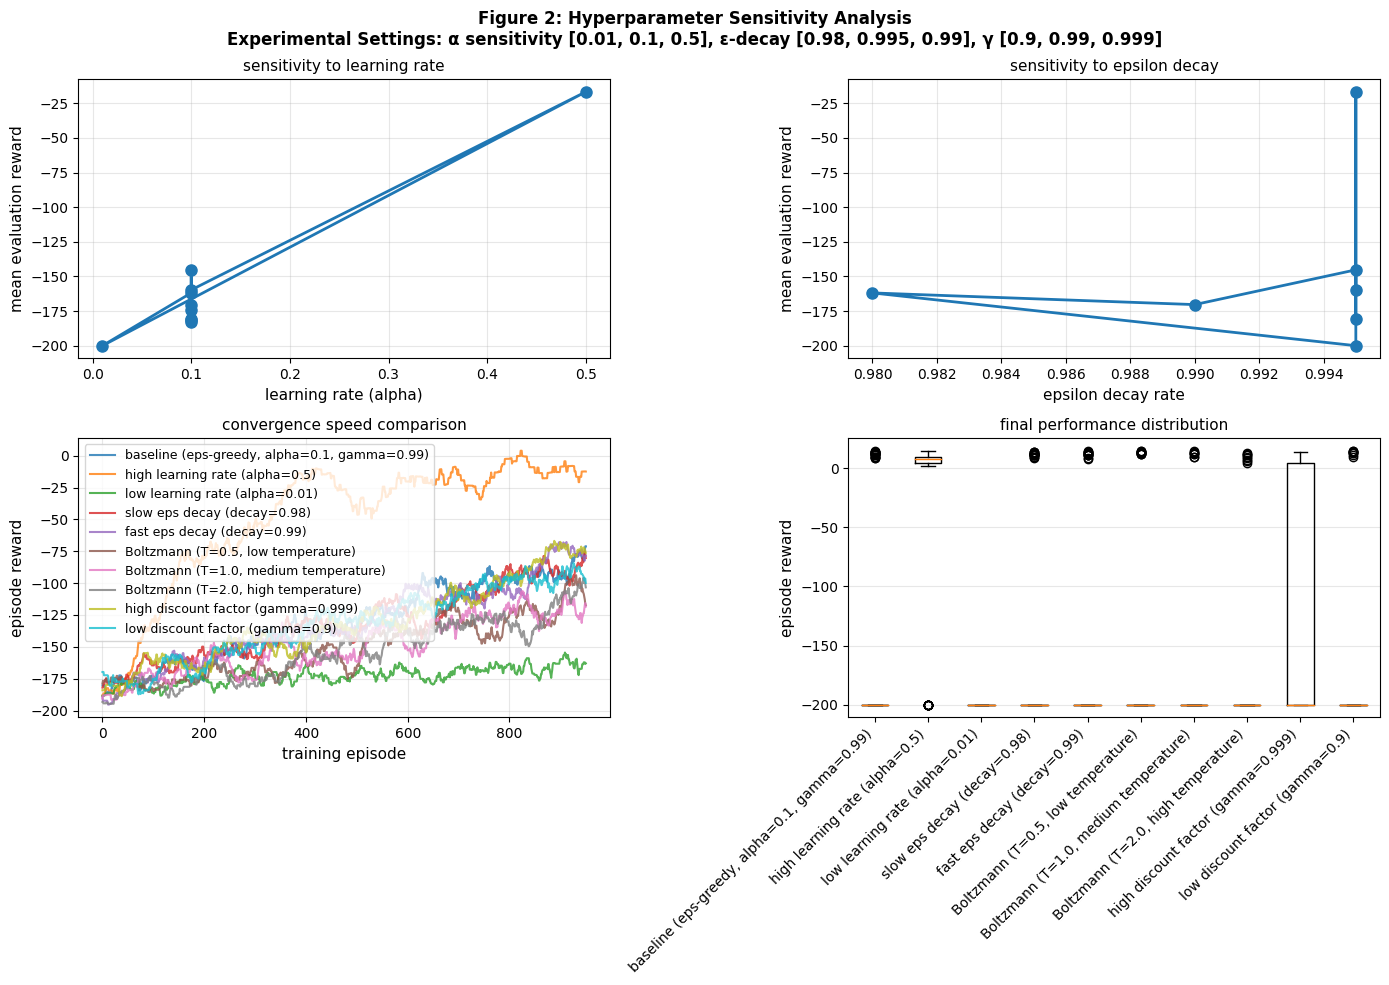 Figure 2: Hyperparameter Sensitivity Analysis
Experimental Settings: α sensitivity [0.01, 0.1, 0.5], ε-decay [0.98, 0.995, 0.99], γ [0.9, 0.99, 0.999]
sensitivity to learning rate
mean evaluation reward
−25
−50
−75
−100
−125
−150
−175
−200
0.0 0.1 0.2 0.3 0.4 0.5
learning rate (alpha)
sensitivity to epsilon decay
mean evaluation reward
−25
−50
−75
−100
−125
−150
−175
−200
0.980 0.982 0.984 0.986 0.988 0.990 0.992 0.994
epsilon decay rate
convergence speed comparison
episode reward
0
−25
−50
−75
−100
−125
−150
−175
−200
baseline (eps-greedy, alpha=0.1, gamma=0.99)
high learning rate (alpha=0.5)
low learning rate (alpha=0.01)
slow eps decay (decay=0.98)
fast eps decay (decay=0.99)
Boltzmann (T=0.5, low temperature)
Boltzmann (T=1.0, medium temperature)
Boltzmann (T=2.0, high temperature)
high discount factor (gamma=0.999)
low discount factor (gamma=0.9)
0 200 400 600 800
training episode
final performance distribution
episode reward
0
−50
−100
−150
−200
baseline (eps-greedy, alpha=0.1, gamma=0.99)
high learning rate (alpha=0.5)
low learning rate (alpha=0.01)
slow eps decay (decay=0.98)
fast eps decay (decay=0.99)
Boltzmann (T=0.5, low temperature)
Boltzmann (T=1.0, medium temperature)
Boltzmann (T=2.0, high temperature)
high discount factor (gamma=0.999)
low discount factor (gamma=0.9)